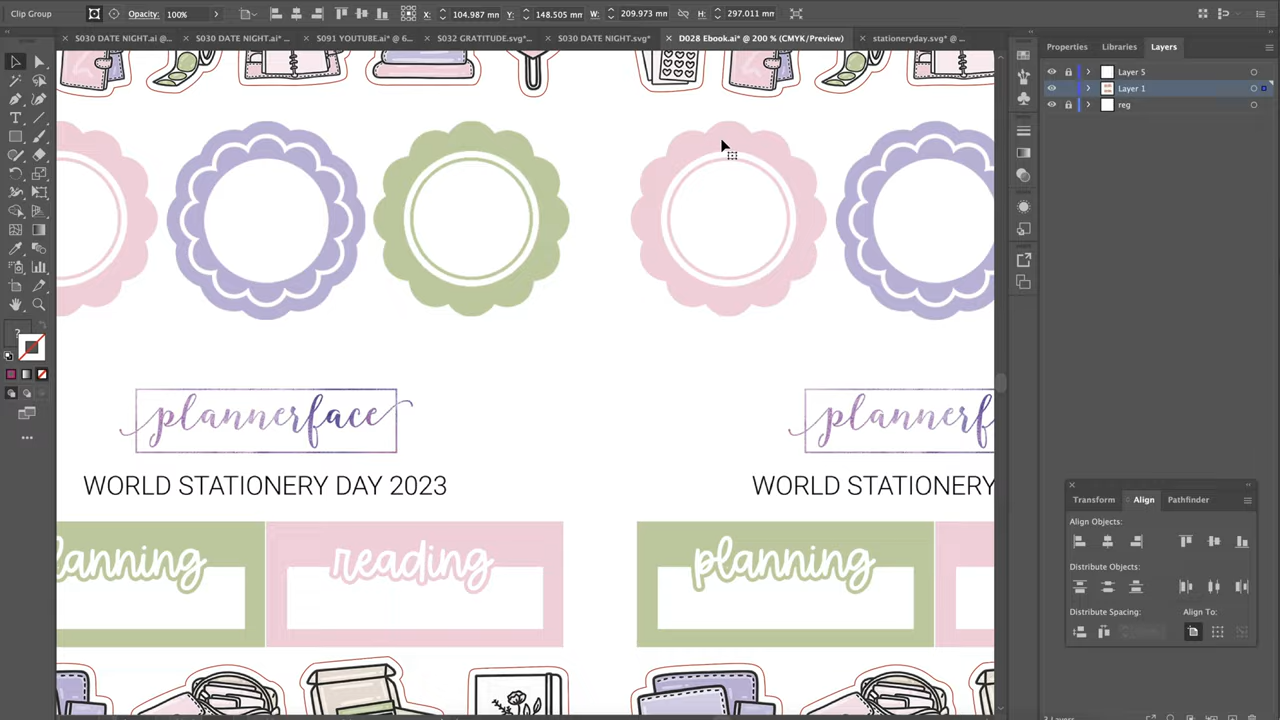 Clip Group Opacity: 100% X: 104.987 mm Y: 148.505 mm W: 209.973 mm H: 297.011 mm
S030 DATE NIGHT.ai @... S030 DATE NIGHT.ai* ... S091 YOUTUBE.ai* @ 6... S032 GRATITUDE.svg*... S030 DATE NIGHT.svg* D028 Ebook.ai* @ 200 % (CMYK/Preview) stationeryday.svg* @ ...
Properties Libraries Layers
Layer 5
Layer 1
reg
plannerface plannerf
WORLD STATIONERY DAY 2023 WORLD STATIONERY
lanning reading planning
Transform Align Pathfinder
Align Objects:
Distribute Objects:
Distribute Spacing: Align To: